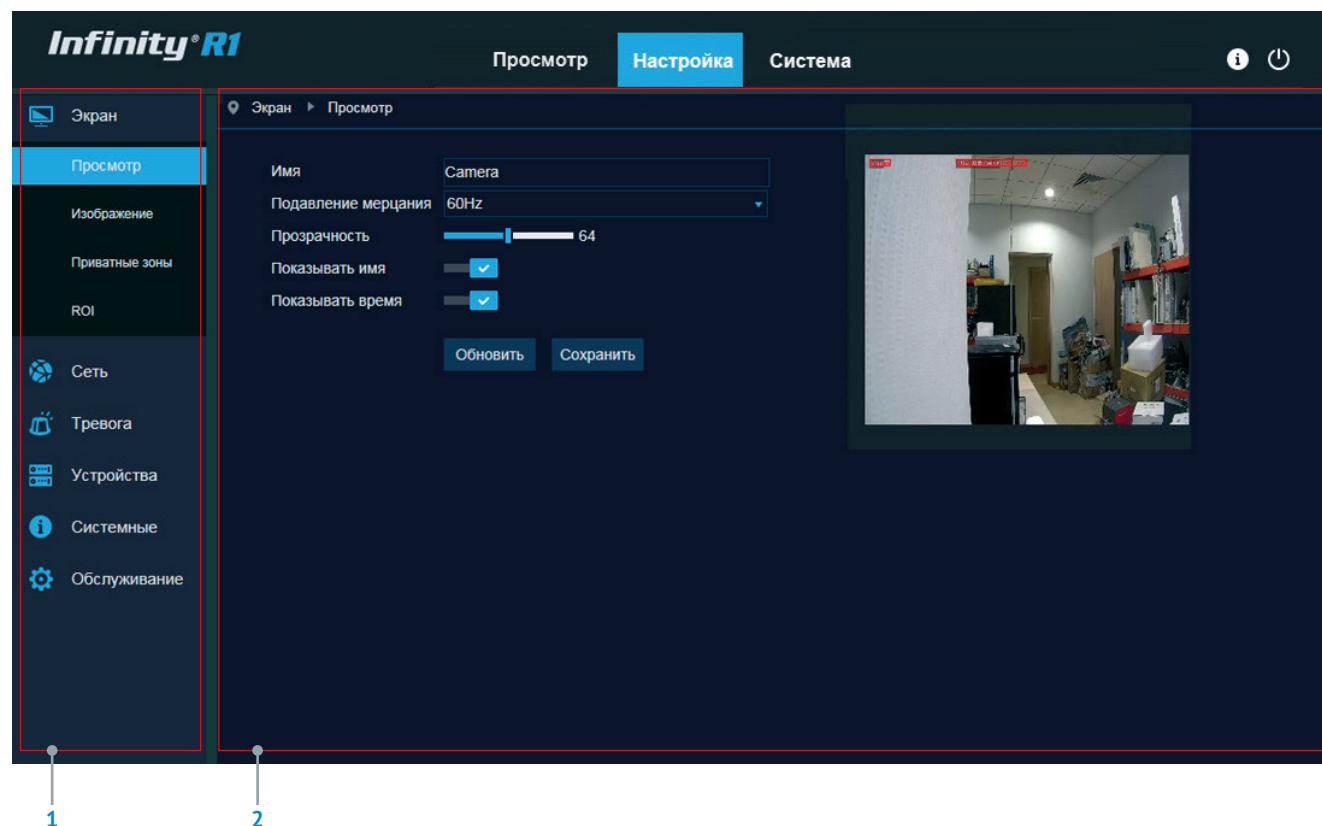 Infinity® R1
Просмотр Настройка Система
Экран
Просмотр
Изображение
Приватные зоны
ROI
Сеть
Тревога
Устройства
Системные
Обслуживание
Экран Просмотр
Имя Camera
Подавление мерцания 60Hz
Прозрачность 64
Показывать имя
Показывать время
Обновить Сохранить
1 2